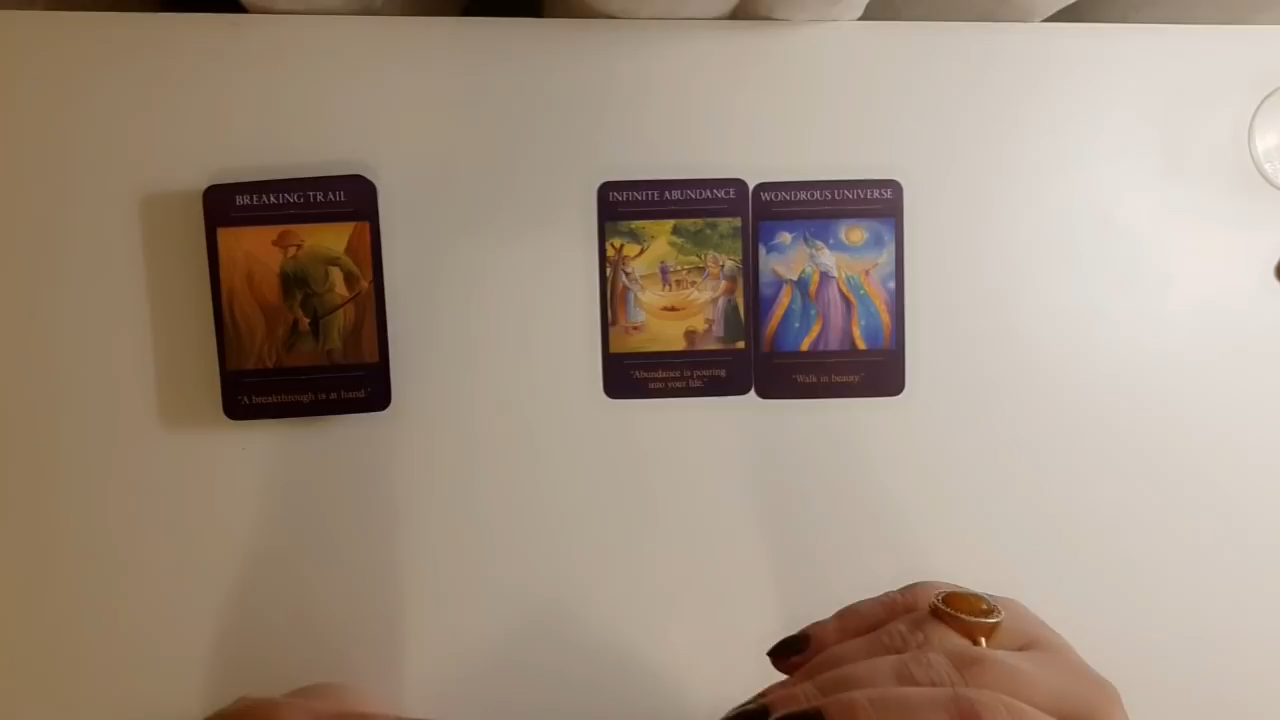 BREAKING TRAIL
"A breakthrough is at hand."
INFINITE ABUNDANCE
"Abundance is pouring
into your life."
WONDROUS UNIVERSE
"Walk in beauty."